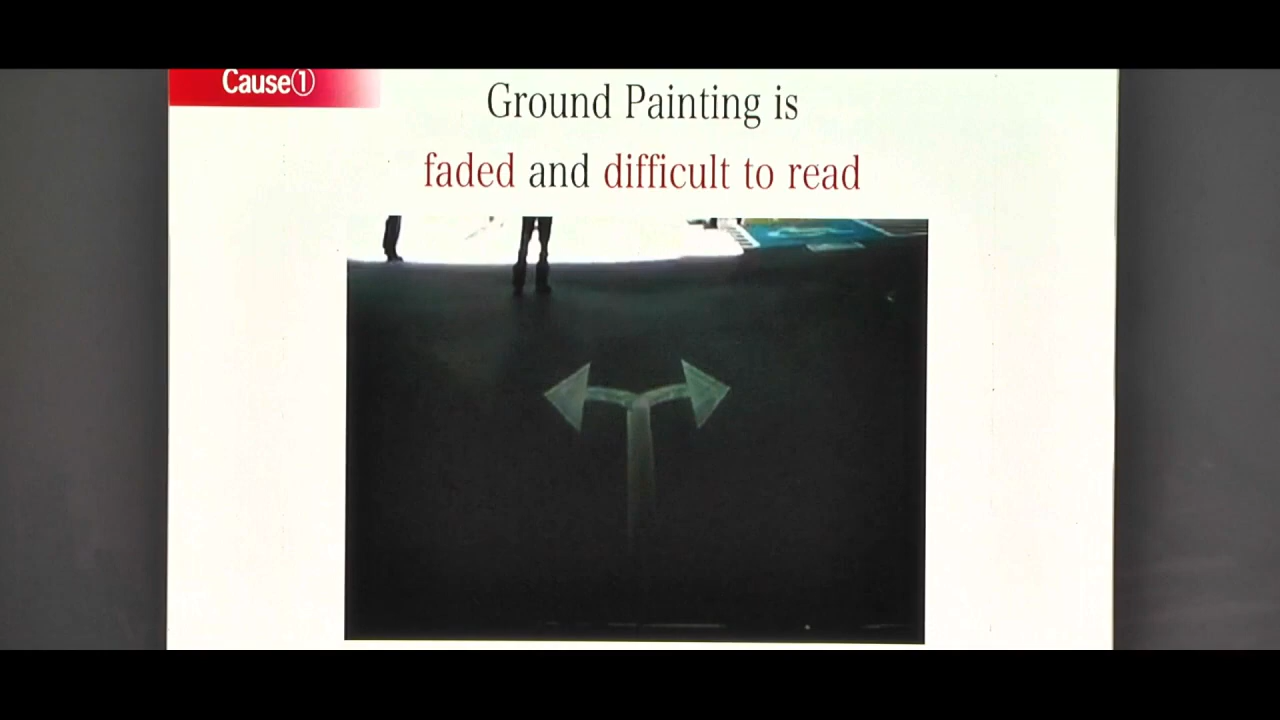 Cause①
Ground Painting is
faded and difficult to read